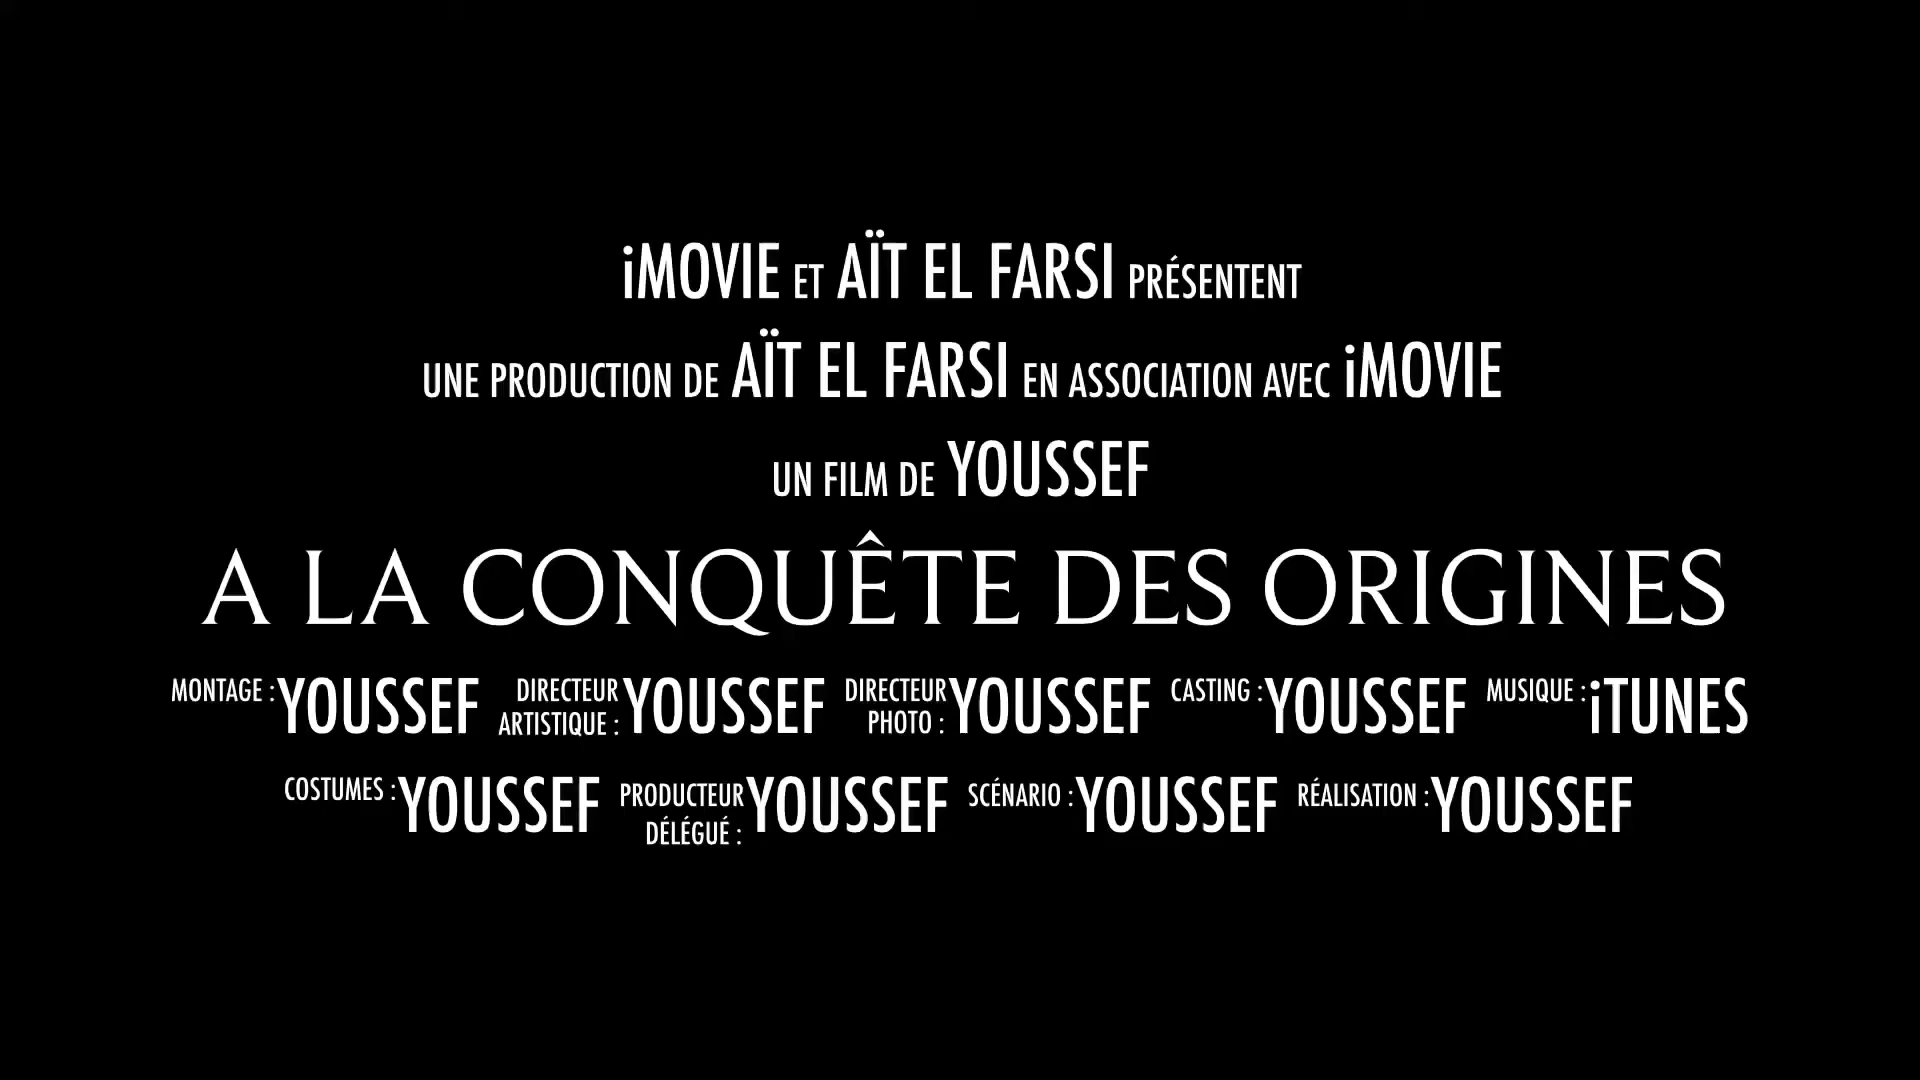 iMOVIE ET AÏT EL FARSI PRÉSENTENT
UNE PRODUCTION DE AÏT EL FARSI EN ASSOCIATION AVEC iMOVIE
UN FILM DE YOUSSEF
A LA CONQUÊTE DES ORIGINES
MONTAGE : YOUSSEF DIRECTEUR ARTISTIQUE : YOUSSEF DIRECTEUR PHOTO : YOUSSEF CASTING : YOUSSEF MUSIQUE : iTUNES
COSTUMES : YOUSSEF PRODUCTEUR DÉLÉGUÉ : YOUSSEF SCÉNARIO : YOUSSEF RÉALISATION : YOUSSEF